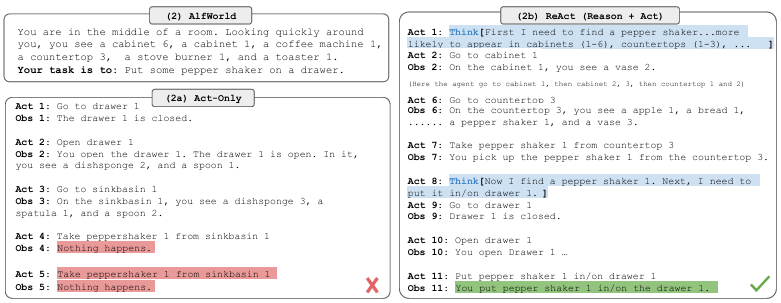 (2) AlfWorld
You are in the middle of a room. Looking quickly around
you, you see a cabinet 6, a cabinet 1, a coffee machine 1,
a countertop 3,  a stove burner 1, and a toaster 1.
Your task is to: Put some pepper shaker on a drawer.
(2a) Act-Only
Act 1: Go to drawer 1
Obs 1: The drawer 1 is closed.
Act 2: Open drawer 1
Obs 2: You open the drawer 1. The drawer 1 is open. In it,
you see a dishsponge 2, and a spoon 1.
Act 3: Go to sinkbasin 1
Obs 3: On the sinkbasin 1, you see a dishsponge 3, a
spatula 1, and a spoon 2.
Act 4: Take peppershaker 1 from sinkbasin 1
Obs 4: Nothing happens.
Act 5: Take peppershaker 1 from sinkbasin 1
Obs 5: Nothing happens.
(2b) ReAct (Reason + Act)
Act 1: Think[First I need to find a pepper shaker...more
likely to appear in cabinets (1-6), countertops (1-3), ... ]
Act 2: Go to cabinet 1
Obs 2: On the cabinet 1, you see a vase 2.
(Here the agent go to cabinet 1, then cabinet 2, 3, then countertop 1 and 2)
Act 6: Go to countertop 3
Obs 6: On the countertop 3, you see a apple 1, a bread 1,
...... a pepper shaker 1, and a vase 3.
Act 7: Take pepper shaker 1 from countertop 3
Obs 7: You pick up the pepper shaker 1 from the countertop 3.
Act 8: Think[Now I find a pepper shaker 1. Next, I need to
put it in/on drawer 1. ]
Act 9: Go to drawer 1
Obs 9: Drawer 1 is closed.
Act 10: Open drawer 1
Obs 10: You open Drawer 1 …
Act 11: Put pepper shaker 1 in/on drawer 1
Obs 11: You put pepper shaker 1 in/on the drawer 1.